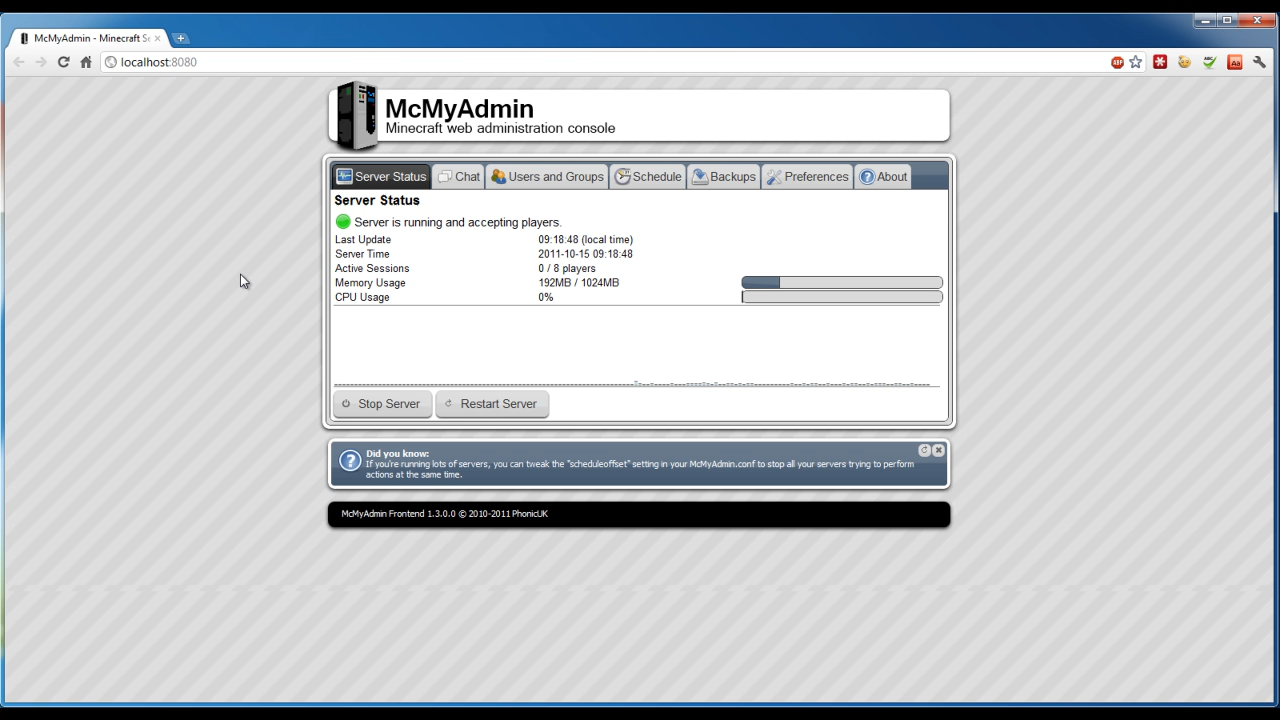 McMyAdmin - Minecraft Se
localhost:8080
ABP
ABC
Aa
McMyAdmin
Minecraft web administration console
Server Status Chat Users and Groups Schedule Backups Preferences About
Server Status
Server is running and accepting players.
Last Update 09:18:48 (local time)
Server Time 2011-10-15 09:18:48
Active Sessions 0 / 8 players
Memory Usage 192MB / 1024MB
CPU Usage 0%
Stop Server Restart Server
Did you know:
If you're running lots of servers, you can tweak the "scheduleoffset" setting in your McMyAdmin.conf to stop all your servers trying to perform
actions at the same time.
McMyAdmin Frontend 1.3.0.0 © 2010-2011 PhonicUK